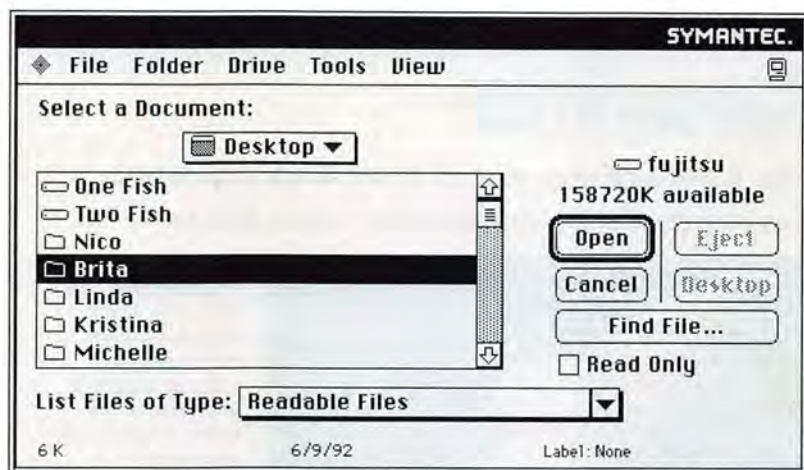 SYMANTEC.
File Folder Drive Tools View
Select a Document:
Desktop
One Fish
Two Fish
Nico
Brita
Linda
Kristina
Michelle
fujitsu
158720K available
Open
Eject
Cancel
Desktop
Find File...
Read Only
List Files of Type: Readable Files
6 K 6/9/92 Label: None